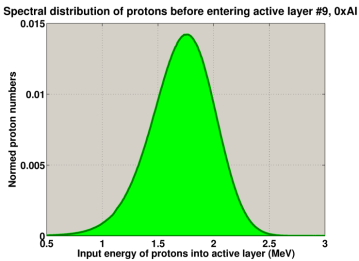 Spectral distribution of protons before entering active layer #9, 0xAl
0.015
0.01
0.005
0
Normed proton numbers
0.5 1 1.5 2 2.5 3
Input energy of protons into active layer (MeV)